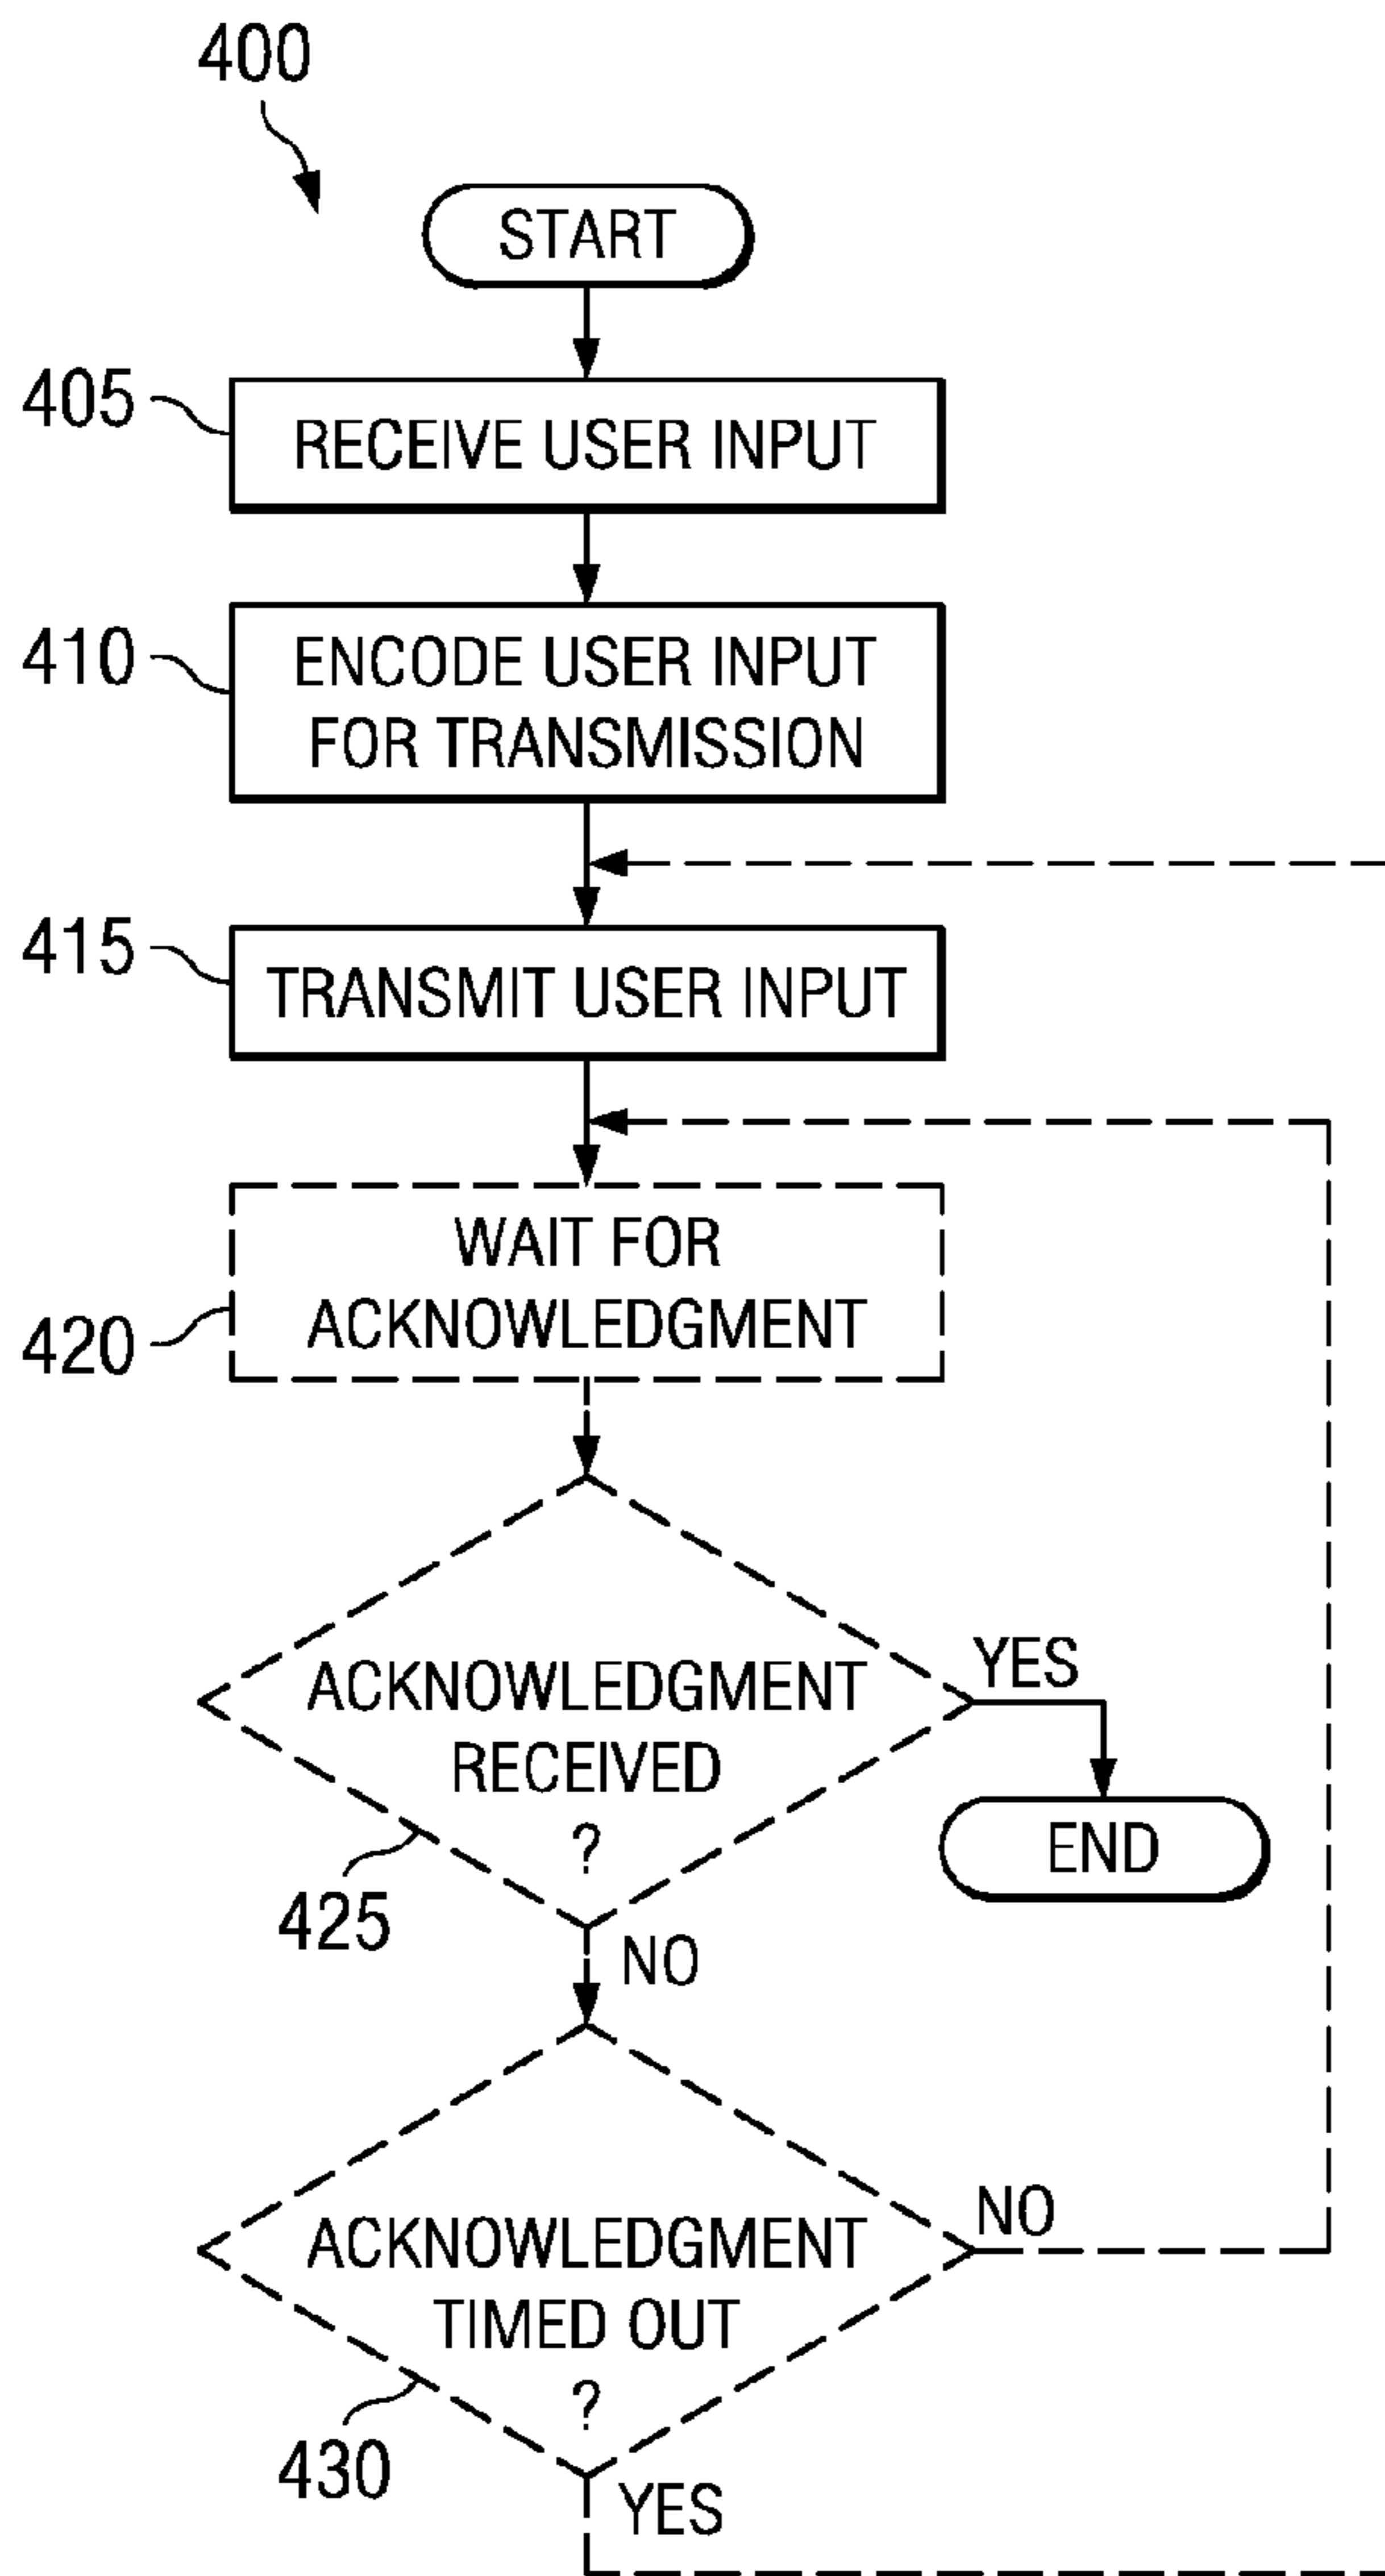 400
START
405
RECEIVE USER INPUT
410
ENCODE USER INPUT
FOR TRANSMISSION
415
TRANSMIT USER INPUT
WAIT FOR
ACKNOWLEDGMENT
420
ACKNOWLEDGMENT
RECEIVED
?
YES
END
425
NO
ACKNOWLEDGMENT
TIMED OUT
?
NO
430
YES